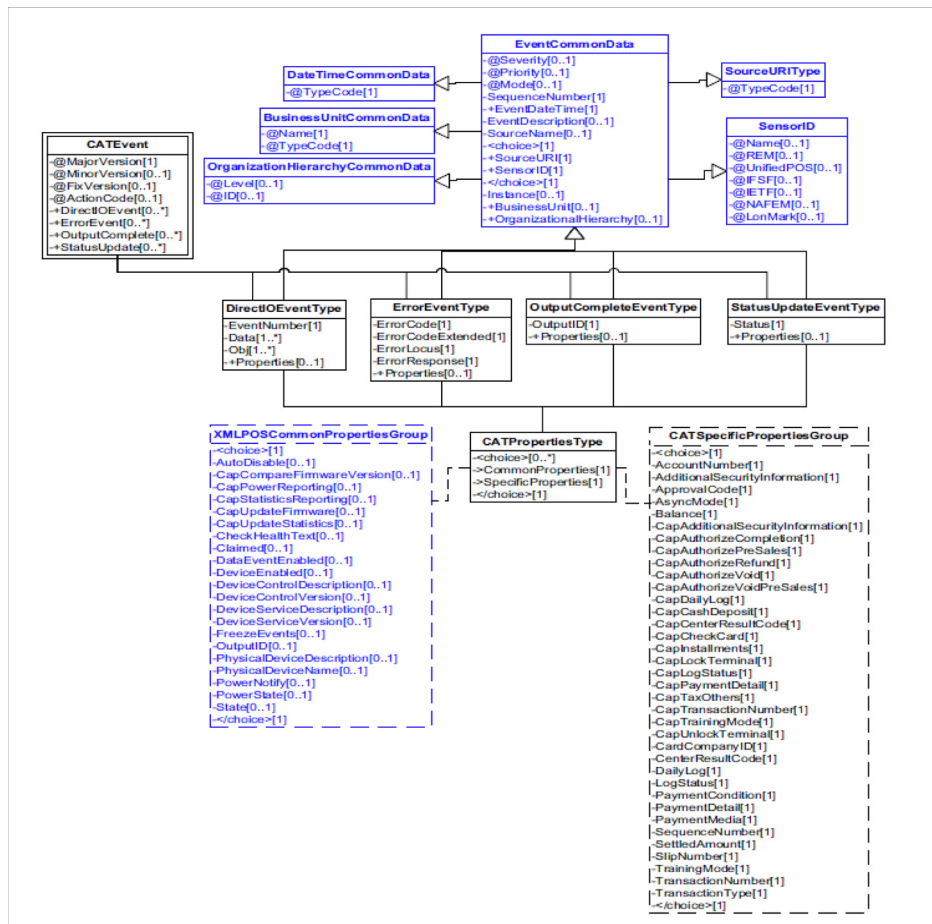 EventCommonData
-@Severity[0..1]
-@Priority[0..1]
-@Mode[0..1]
-SequenceNumber[1]
-+EventDateTime[1]
-EventDescription[0..1]
-SourceName[0..1]
-<choice>[1]
-+SourceURI[1]
-+SensorID[1]
-</choice>[1]
-Instance[0..1]
-+BusinessUnit[0..1]
-+OrganizationalHierarchy[0..1]
DateTimeCommonData
-@TypeCode[1]
BusinessUnitCommonData
-@Name[1]
-@TypeCode[1]
OrganizationHierarchyCommonData
-@Level[0..1]
-@ID[0..1]
SourceURIType
-@TypeCode[1]
SensorID
-@Name[0..1]
-@REM[0..1]
-@UnifiedPOS[0..1]
-@IFSF[0..1]
-@IETF[0..1]
-@NAFEM[0..1]
-@LonMark[0..1]
CATEvent
-@MajorVersion[1]
-@MinorVersion[0..1]
-@FixVersion[0..1]
-@ActionCode[0..1]
-+DirectIOEvent[0..*]
-+ErrorEvent[0..*]
-+OutputComplete[0..*]
-+StatusUpdate[0..*]
DirectIOEventType
-EventNumber[1]
-Data[1..*]
-Obj[1..*]
-+Properties[0..1]
ErrorEventType
-ErrorCode[1]
-ErrorCodeExtended[1]
-ErrorLocus[1]
-ErrorResponse[1]
-+Properties[0..1]
OutputCompleteEventType
-OutputID[1]
-+Properties[0..1]
StatusUpdateEventType
-Status[1]
-+Properties[0..1]
XMLPOSCommonPropertiesGroup
-<choice>[1]
-AutoDisable[0..1]
-CapCompareFirmwareVersion[0..1]
-CapPowerReporting[0..1]
-CapStatisticsReporting[0..1]
-CapUpdateFirmware[0..1]
-CapUpdateStatistics[0..1]
-CheckHealthText[0..1]
-Claimed[0..1]
-DataEventEnabled[0..1]
-DeviceEnabled[0..1]
-DeviceControlDescription[0..1]
-DeviceControlVersion[0..1]
-DeviceServiceDescription[0..1]
-DeviceServiceVersion[0..1]
-FreezeEvents[0..1]
-OutputID[0..1]
-PhysicalDeviceDescription[0..1]
-PhysicalDeviceName[0..1]
-PowerNotify[0..1]
-PowerState[0..1]
-State[0..1]
-</choice>[1]
CATPropertiesType
-<choice>[0..*]
->CommonProperties[1]
->SpecificProperties[1]
-</choice>[1]
CATSpecificPropertiesGroup
-<choice>[1]
-AccountNumber[1]
-AdditionalSecurityInformation[1]
-ApprovalCode[1]
-AsyncMode[1]
-Balance[1]
-CapAdditionalSecurityInformation[1]
-CapAuthorizeCompletion[1]
-CapAuthorizePreSales[1]
-CapAuthorizeRefund[1]
-CapAuthorizeVoid[1]
-CapAuthorizeVoidPreSales[1]
-CapDailyLog[1]
-CapCashDeposit[1]
-CapCenterResultCode[1]
-CapCheckCard[1]
-CapInstallments[1]
-CapLockTerminal[1]
-CapLogStatus[1]
-CapPaymentDetail[1]
-CapTaxOthers[1]
-CapTransactionNumber[1]
-CapTrainingMode[1]
-CapUnlockTerminal[1]
-CardCompanyID[1]
-CenterResultCode[1]
-DailyLog[1]
-LogStatus[1]
-PaymentCondition[1]
-PaymentDetail[1]
-PaymentMedia[1]
-SequenceNumber[1]
-SettledAmount[1]
-SlipNumber[1]
-TrainingMode[1]
-TransactionNumber[1]
-TransactionType[1]
-</choice>[1]